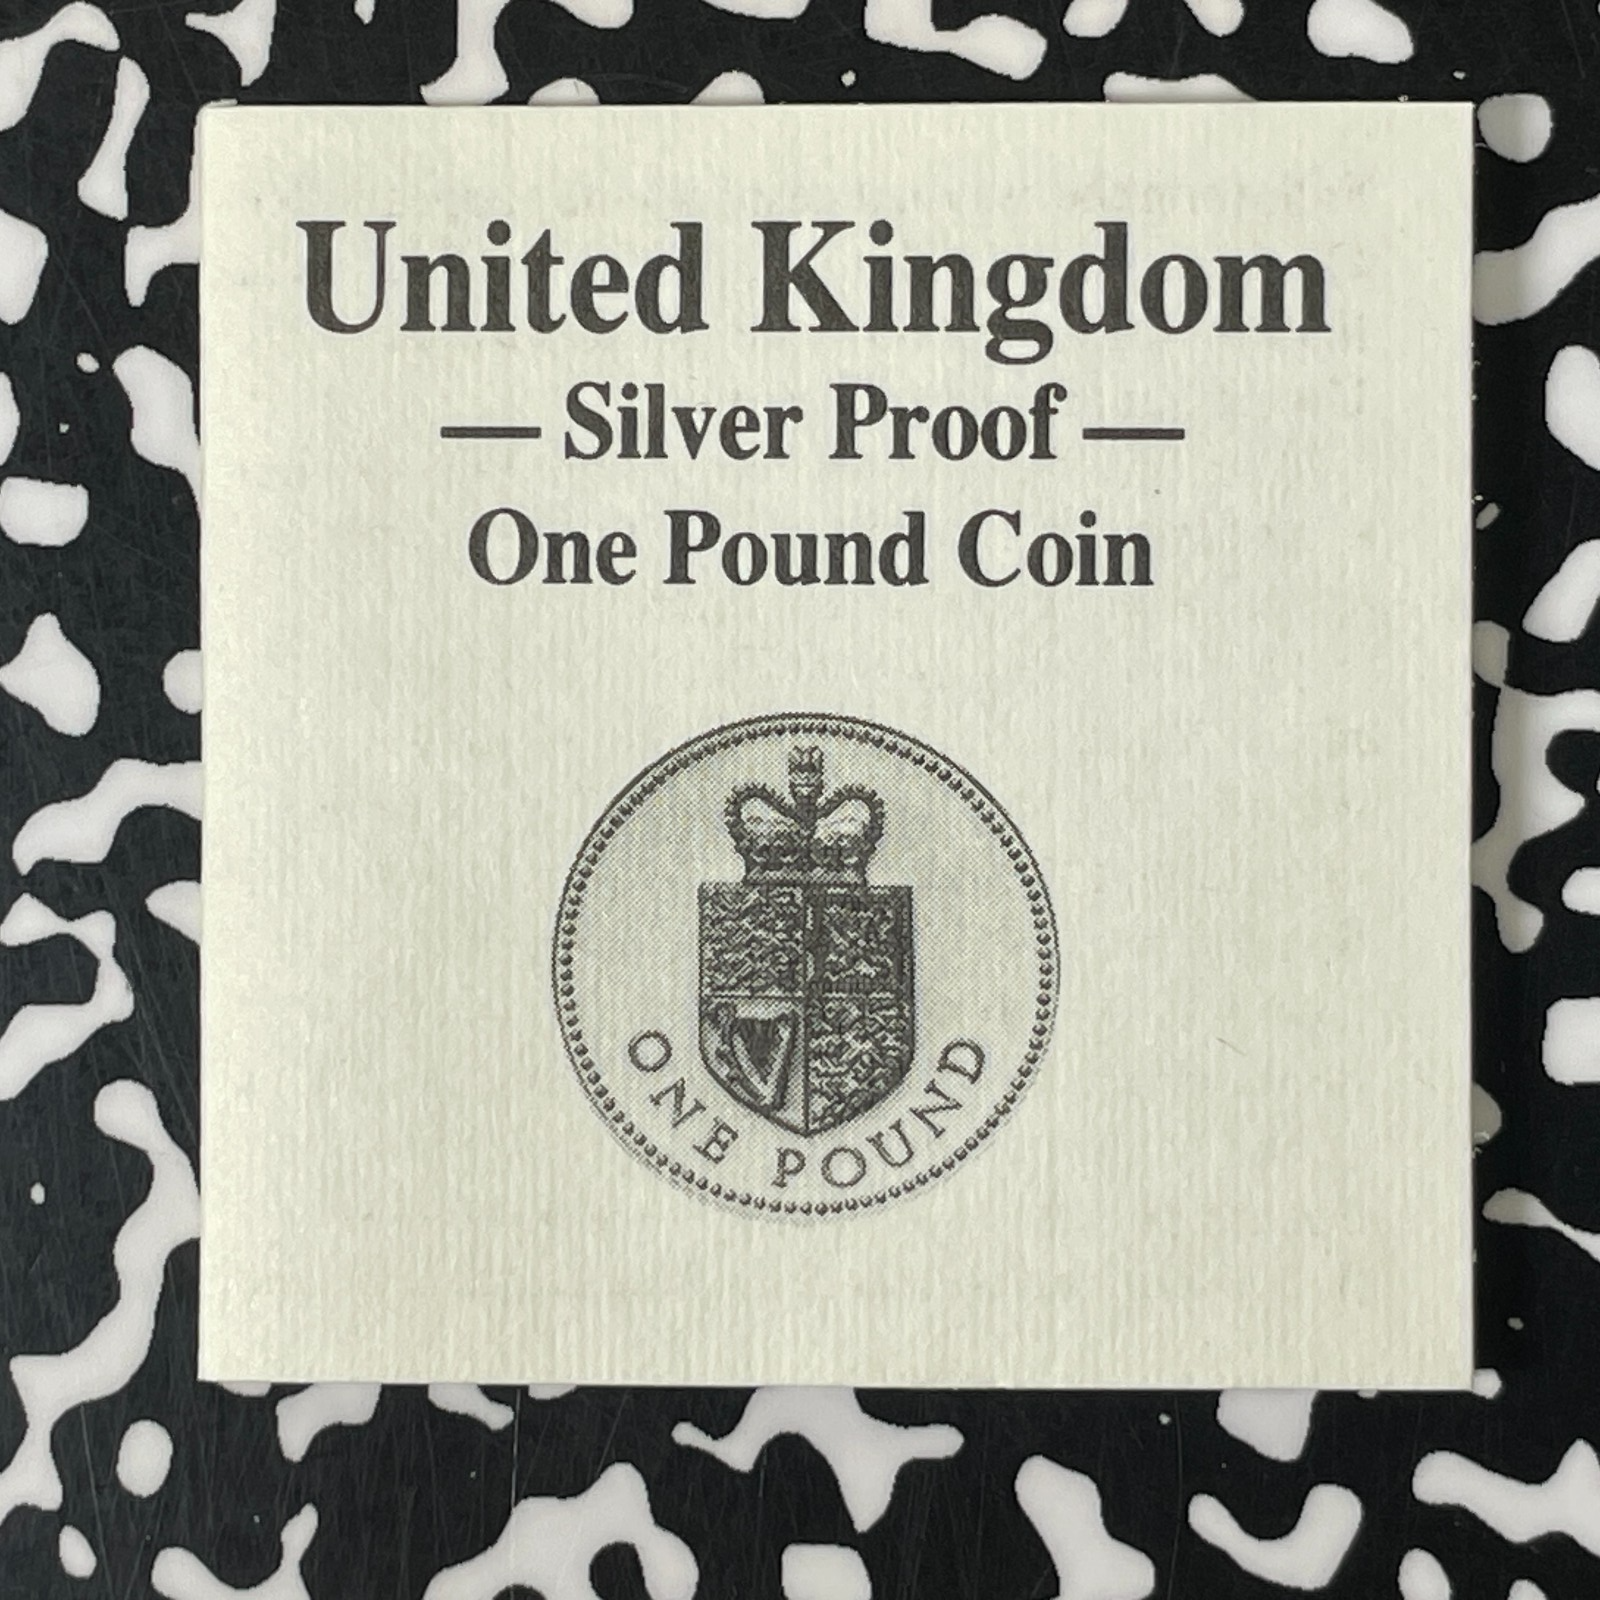 United Kingdom
— Silver Proof —
One Pound Coin
ONE POUND